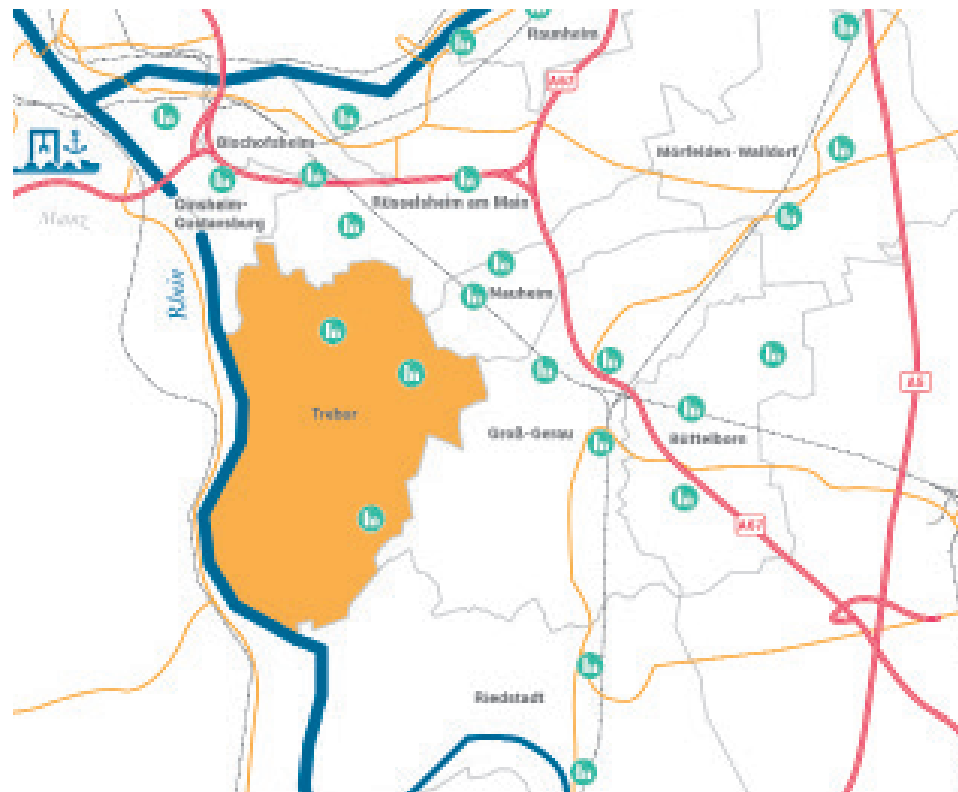 Raunheim
A67
Bischofsheim
Mörfelden-Walldorf
Ginsheim-
Gustavsburg
Rüsselsheim am Main
Mainz
Rhein
Nauheim
A5
Trebur
Groß-Gerau
Büttelborn
A67
Riedstadt